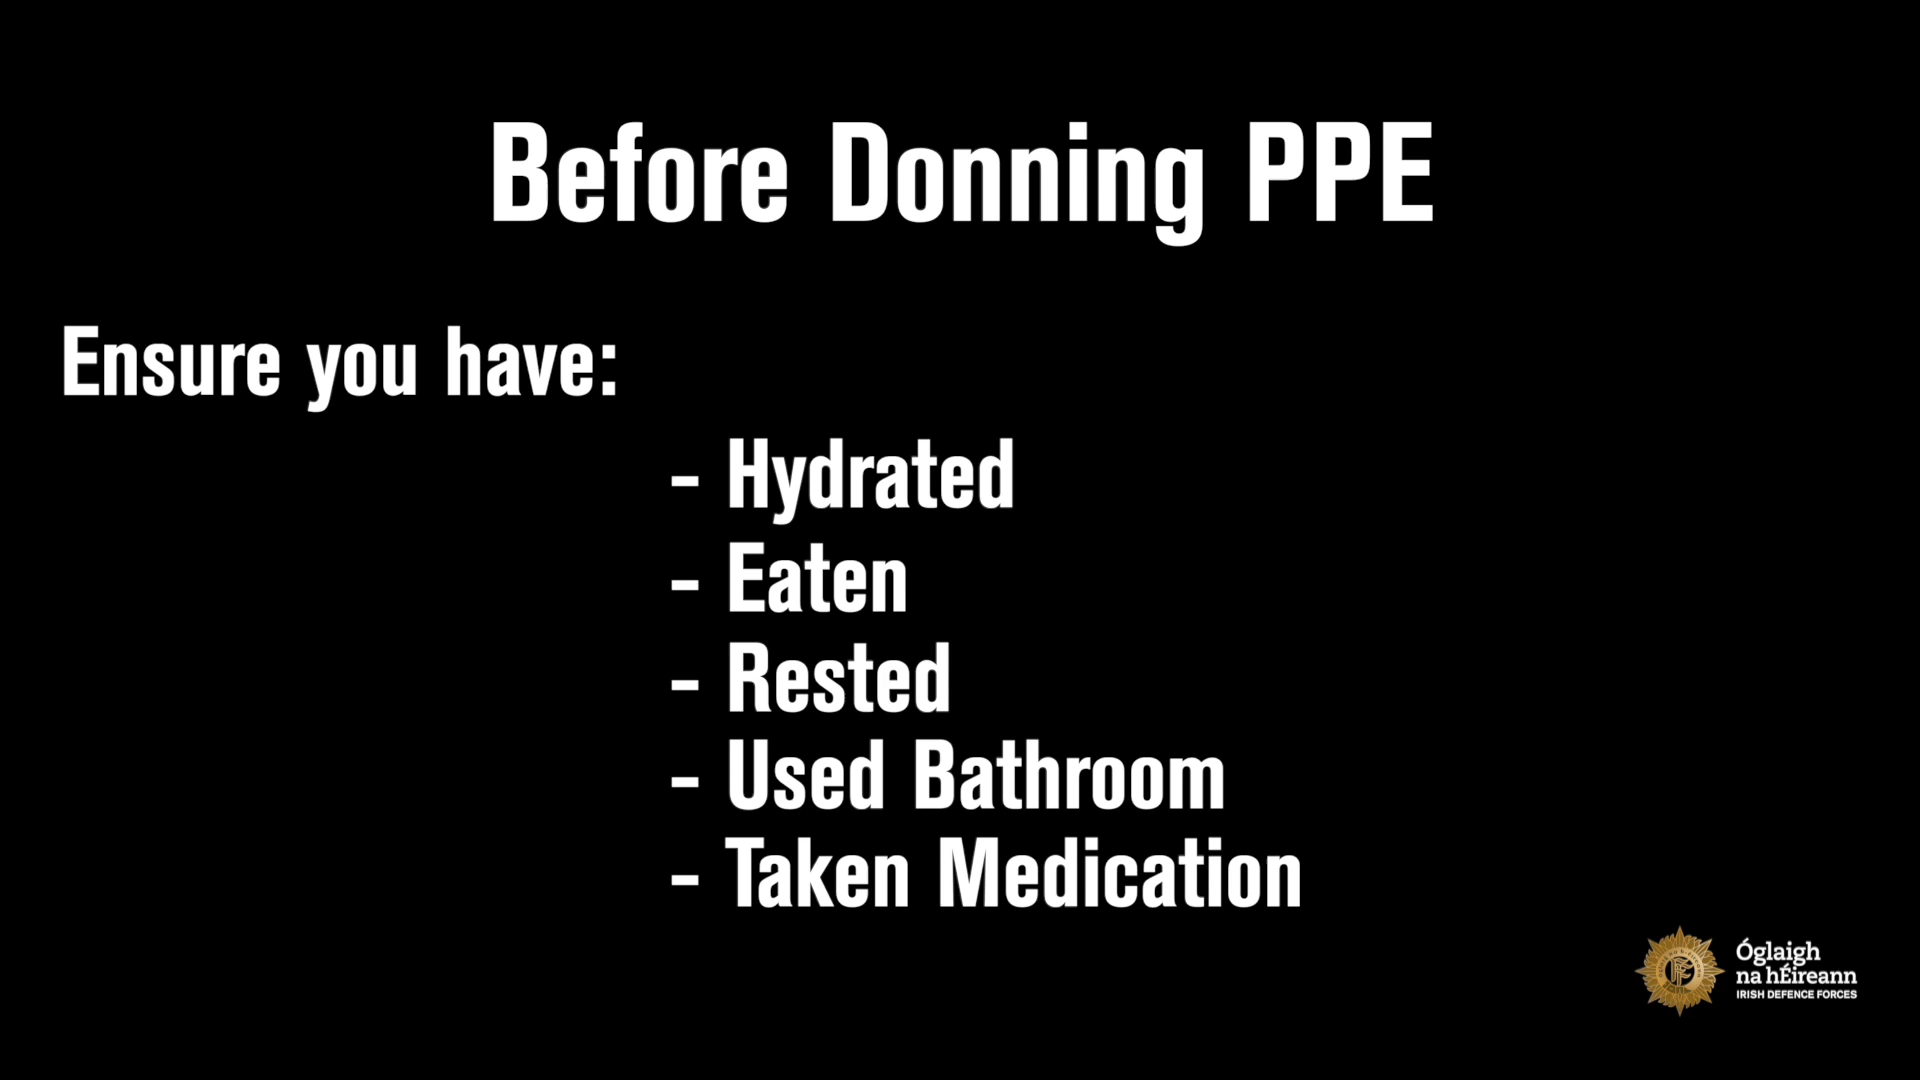 Before Donning PPE
Ensure you have:
- Hydrated
- Eaten
- Rested
- Used Bathroom
- Taken Medication
Óglaigh
na hÉireann
IRISH DEFENCE FORCES